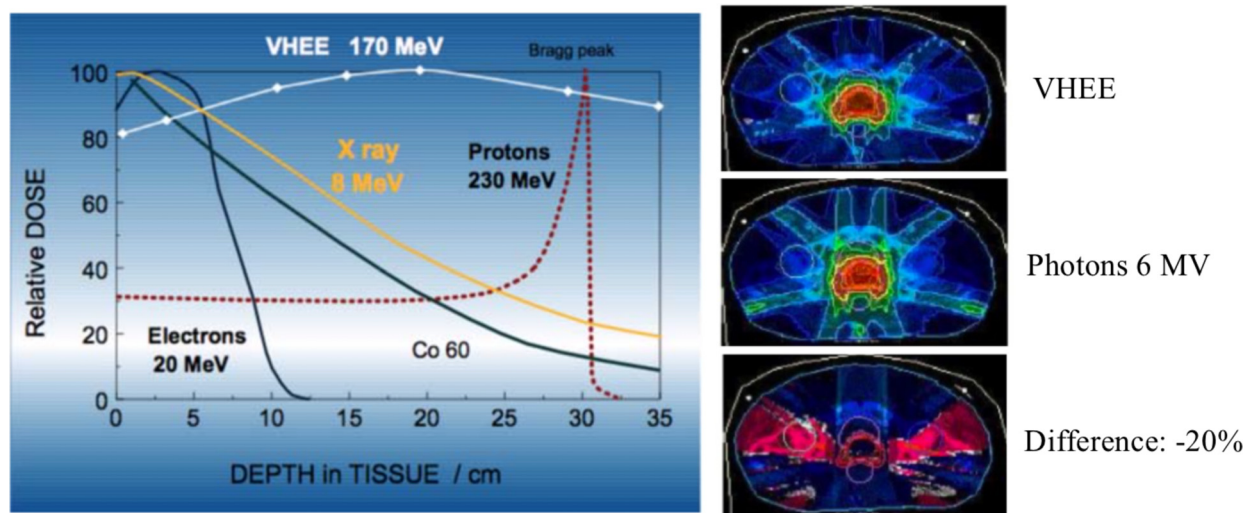 VHEE 170 MeV
Bragg peak
100
80
60
40
20
0
Relative DOSE
X ray
8 MeV
Protons
230 MeV
Electrons
20 MeV
Co 60
0 5 10 15 20 25 30 35
DEPTH in TISSUE / cm
VHEE
Photons 6 MV
Difference: -20%